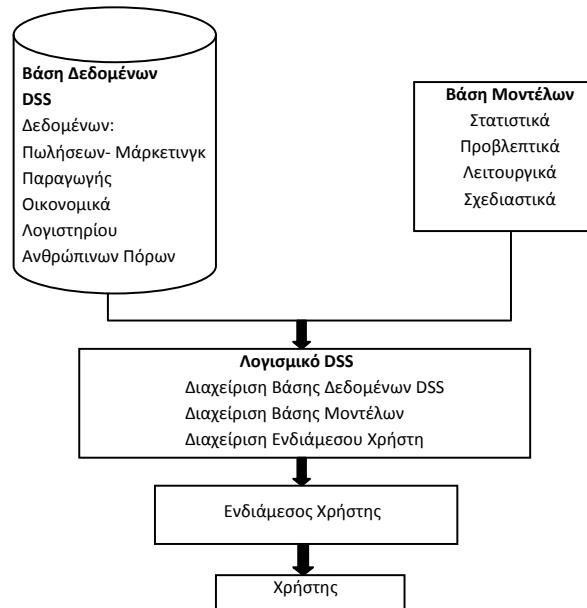 Βάση Δεδομένων
DSS
Δεδομένων:
Πωλήσεων- Μάρκετινγκ
Παραγωγής
Οικονομικά
Λογιστηρίου
Ανθρώπινων Πόρων
Βάση Μοντέλων
Στατιστικά
Προβλεπτικά
Λειτουργικά
Σχεδιαστικά
Λογισμικό DSS
Διαχείριση Βάσης Δεδομένων DSS
Διαχείριση Βάσης Μοντέλων
Διαχείριση Ενδιάμεσου Χρήστη
Ενδιάμεσος Χρήστης
Χρήστης